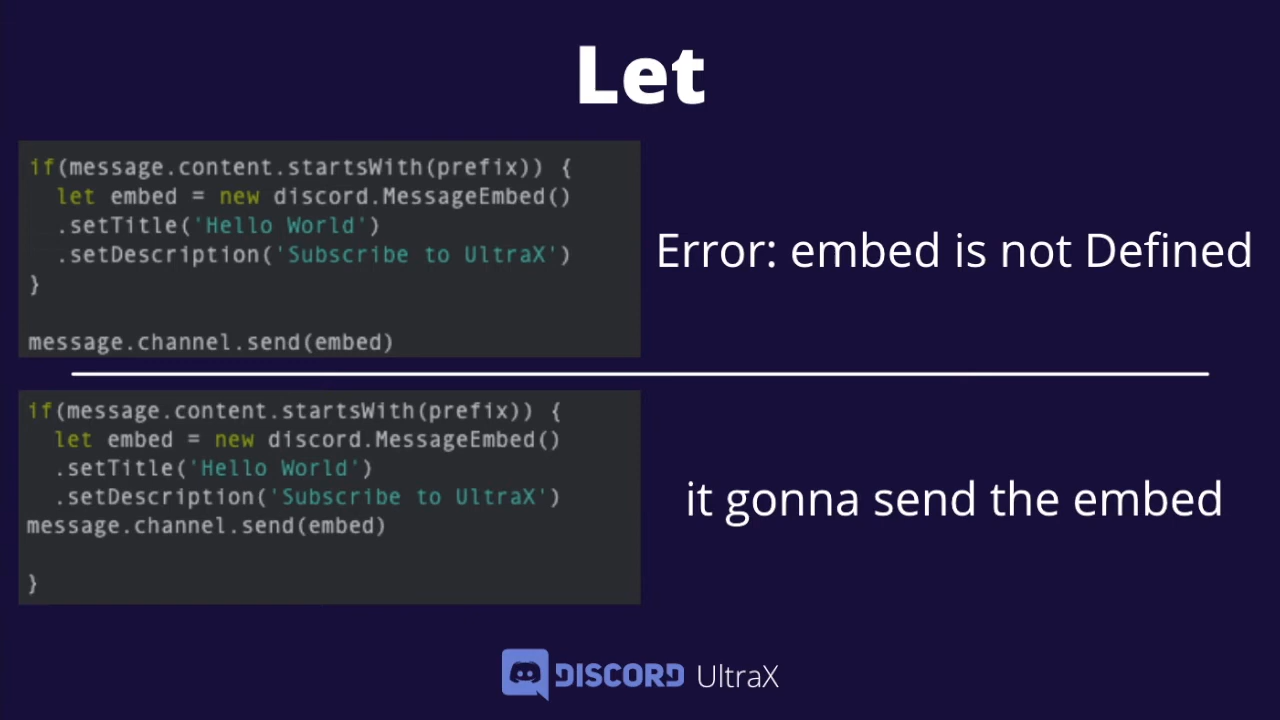 Let
if(message.content.startsWith(prefix)) {
let embed = new discord.MessageEmbed()
.setTitle('Hello World')
.setDescription('Subscribe to UltraX')
}
message.channel.send(embed)
Error: embed is not Defined
if(message.content.startsWith(prefix)) {
let embed = new discord.MessageEmbed()
.setTitle('Hello World')
.setDescription('Subscribe to UltraX')
message.channel.send(embed)
}
it gonna send the embed
DISCORD UltraX